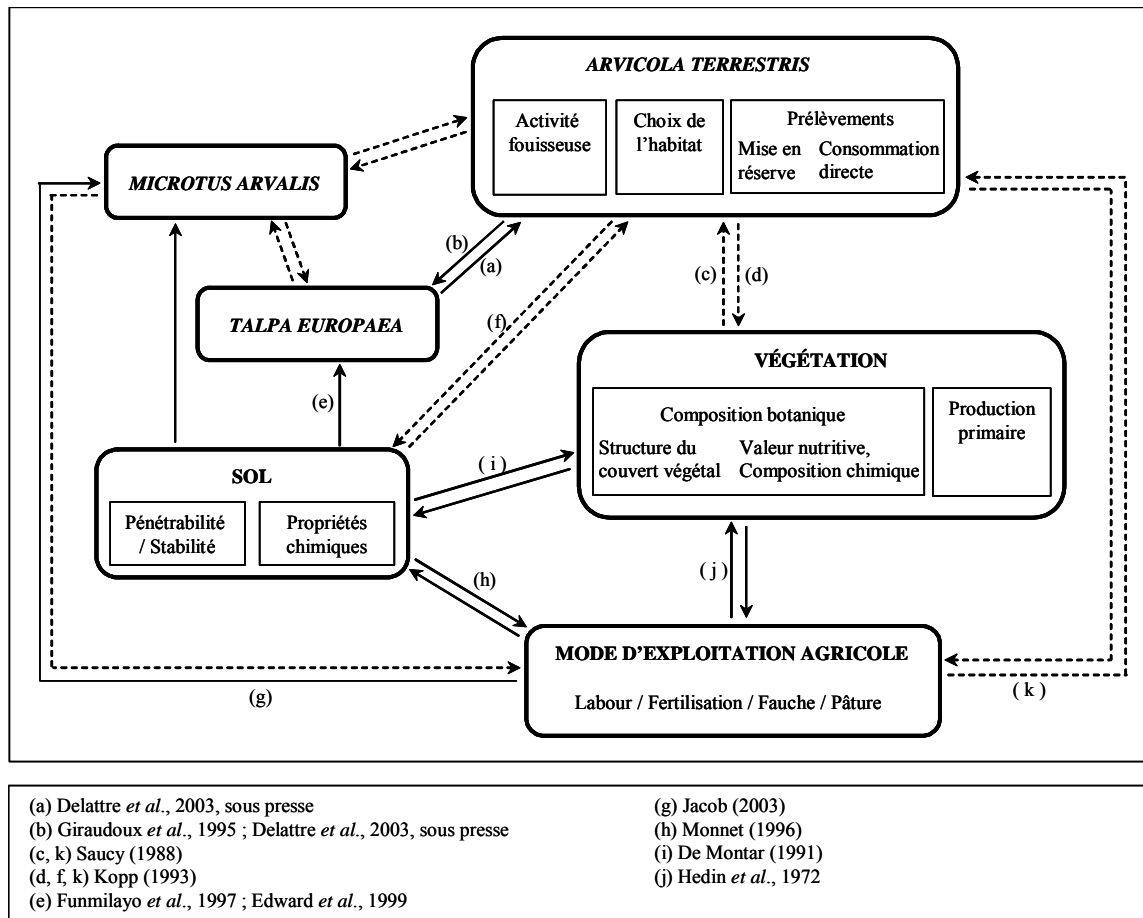 ARVICOLA TERRESTRIS
Activité
fouisseuse
Choix de
l’habitat
Prélèvements
Mise en
réserve
Consommation
directe
MICROTUS ARVALIS
(b)
(a)
TALPA EUROPAEA
(c)
(d)
(f)
(e)
VÉGÉTATION
Composition botanique
Structure du
couvert végétal
Valeur nutritive,
Composition chimique
Production
primaire
SOL
Pénétrabilité
/ Stabilité
Propriétés
chimiques
( i )
(h)
( j )
MODE D’EXPLOITATION AGRICOLE
Labour / Fertilisation / Fauche / Pâture
(g)
( k )
(a) Delattre et al., 2003, sous presse
(b) Giraudoux et al., 1995 ; Delattre et al., 2003, sous presse
(c, k) Saucy (1988)
(d, f, k) Kopp (1993)
(e) Funmilayo et al., 1997 ; Edward et al., 1999
(g) Jacob (2003)
(h) Monnet (1996)
(i) De Montar (1991)
(j) Hedin et al., 1972